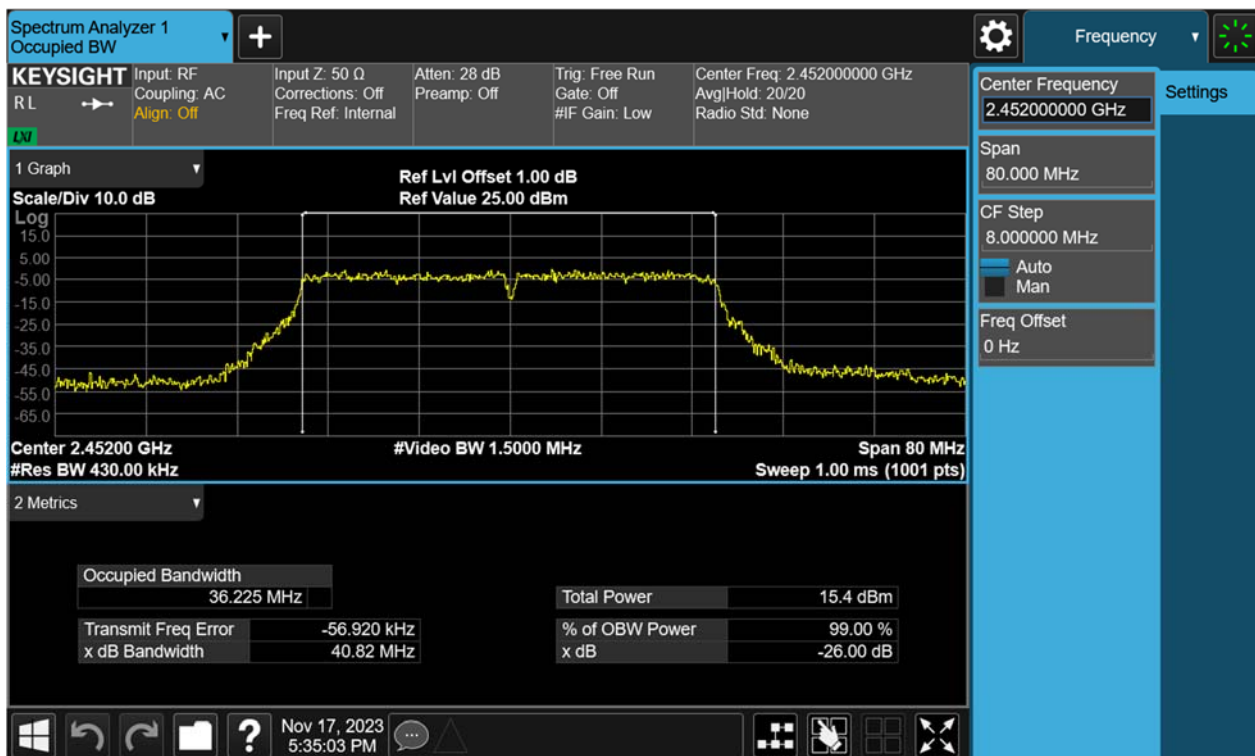 Spectrum Analyzer 1
Occupied BW
Frequency
KEYSIGHT
R L
LXI
Input: RF
Coupling: AC
Align: Off
Input Z: 50 Ω
Corrections: Off
Freq Ref: Internal
Atten: 28 dB
Preamp: Off
Trig: Free Run
Gate: Off
#IF Gain: Low
Center Freq: 2.452000000 GHz
Avg|Hold: 20/20
Radio Std: None
Center Frequency
2.452000000 GHz
Settings
Span
80.000 MHz
CF Step
8.000000 MHz
Auto
Man
Freq Offset
0 Hz
1 Graph
Scale/Div 10.0 dB
Ref Lvl Offset 1.00 dB
Ref Value 25.00 dBm
Log
15.0
5.00
-5.00
-15.0
-25.0
-35.0
-45.0
-55.0
-65.0
Center 2.45200 GHz
#Video BW 1.5000 MHz
Span 80 MHz
#Res BW 430.00 kHz
Sweep 1.00 ms (1001 pts)
2 Metrics
Occupied Bandwidth
36.225 MHz
Total Power 15.4 dBm
Transmit Freq Error -56.920 kHz
% of OBW Power 99.00 %
x dB Bandwidth 40.82 MHz
x dB -26.00 dB
?
Nov 17, 2023
5:35:03 PM